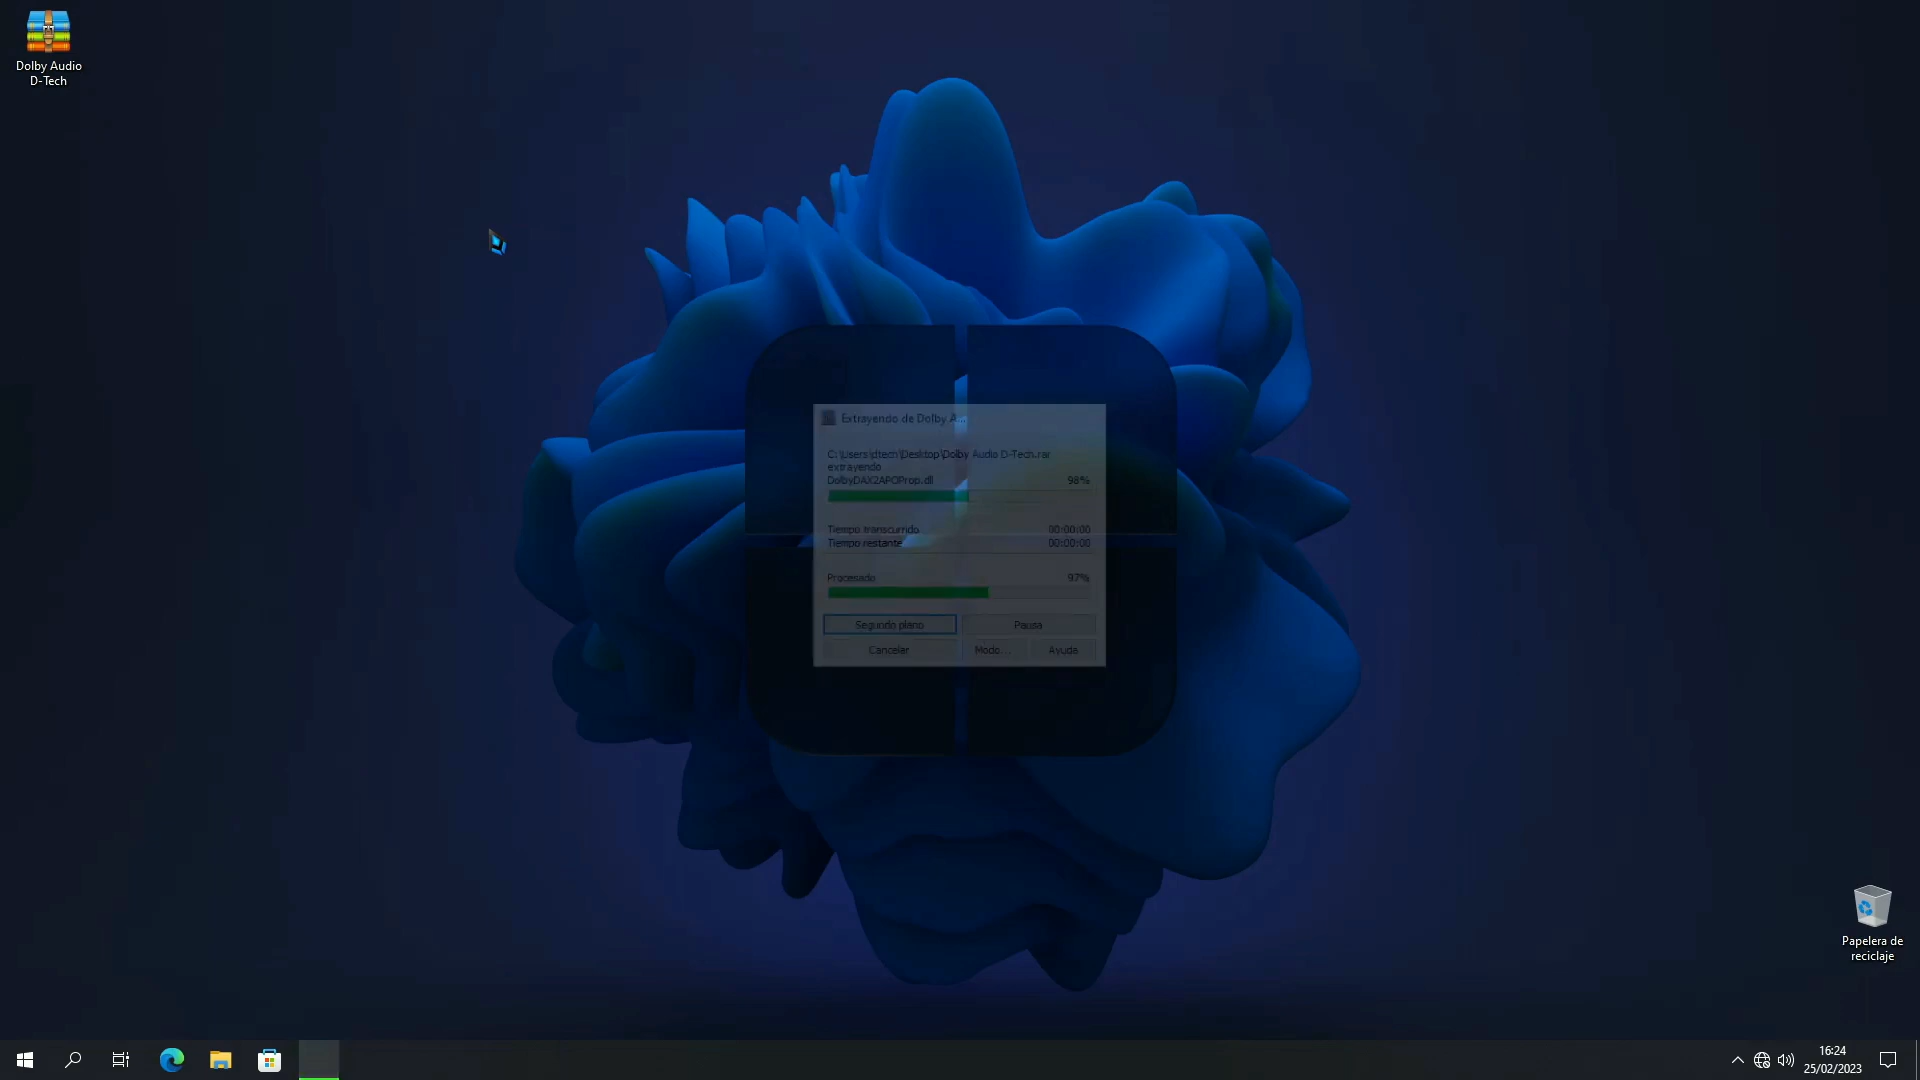 Dolby Audio
D-Tech
Extrayendo de Dolby A...
C:\Users\dtech\Desktop\Dolby Audio D-Tech.rar
extrayendo
DolbyDAX2APOProp.dll 98%
Tiempo transcurrido 00:00:00
Tiempo restante 00:00:00
Procesado 97%
Segundo plano Pausa
Cancelar Modo... Ayuda
Papelera de
reciclaje
16:24
25/02/2023